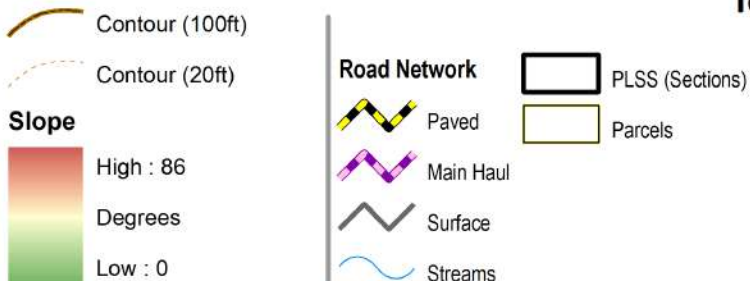 Contour (100ft)
Contour (20ft)
Slope
High : 86
Degrees
Low : 0
Road Network
Paved
Main Haul
Surface
Streams
PLSS (Sections)
Parcels